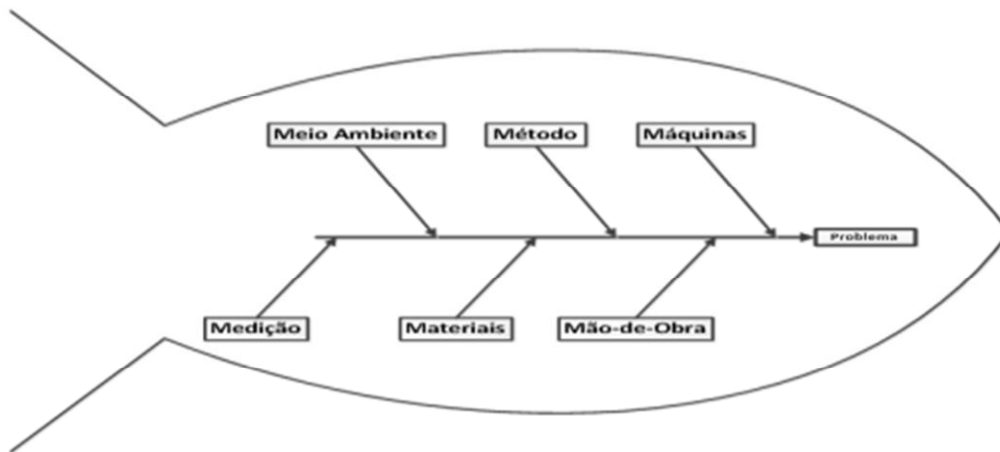 Meio Ambiente
Método
Máquinas
Problema
Medição
Materiais
Mão-de-Obra